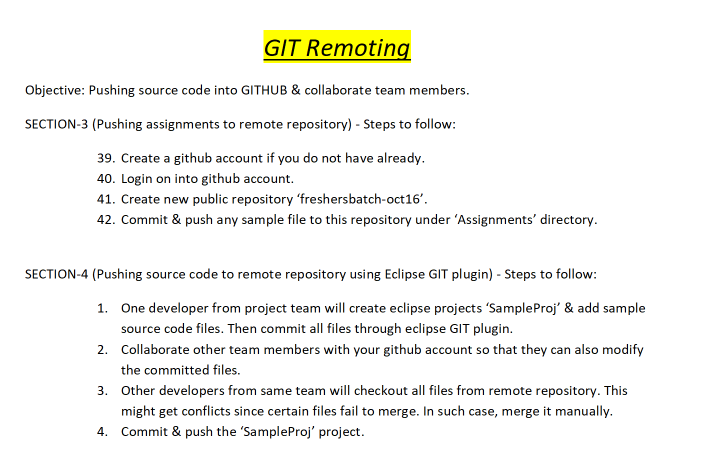 GIT Remoting
Objective: Pushing source code into GITHUB & collaborate team members.
SECTION-3 (Pushing assignments to remote repository) - Steps to follow:
39. Create a github account if you do not have already.
40. Login on into github account.
41. Create new public repository ‘freshersbatch-oct16’.
42. Commit & push any sample file to this repository under ‘Assignments’ directory.
SECTION-4 (Pushing source code to remote repository using Eclipse GIT plugin) - Steps to follow:
1. One developer from project team will create eclipse projects ‘SampleProj’ & add sample
source code files. Then commit all files through eclipse GIT plugin.
2. Collaborate other team members with your github account so that they can also modify
the committed files.
3. Other developers from same team will checkout all files from remote repository. This
might get conflicts since certain files fail to merge. In such case, merge it manually.
4. Commit & push the ‘SampleProj’ project.